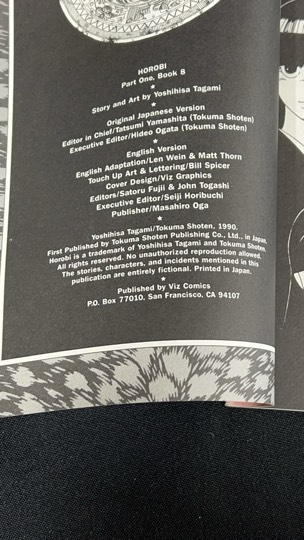 HOROBI
Part One, Book 8
★
Story and Art by Yoshihisa Tagami
★
Original Japanese Version
Editor in Chief/Tatsumi Yamashita (Tokuma Shoten)
Executive Editor/Hideo Ogata (Tokuma Shoten)
★
English Version
English Adaptation/Len Wein & Matt Thorn
Touch Up Art & Lettering/Bill Spicer
Cover Design/Viz Graphics
Editors/Satoru Fujii & John Togashi
Executive Editor/Seiji Horibuchi
Publisher/Masahiro Oga
★
Yoshihisa Tagami/Tokuma Shoten, 1990.
First Published by Tokuma Shoten Publishing Co., Ltd., in Japan.
Horobi is a trademark of Yoshihisa Tagami and Tokuma Shoten.
All rights reserved. No unauthorized reproduction allowed.
The stories, characters, and incidents mentioned in this
publication are entirely fictional. Printed in Japan.
★
Published by Viz Comics
P.O. Box 77010, San Francisco, CA 94107